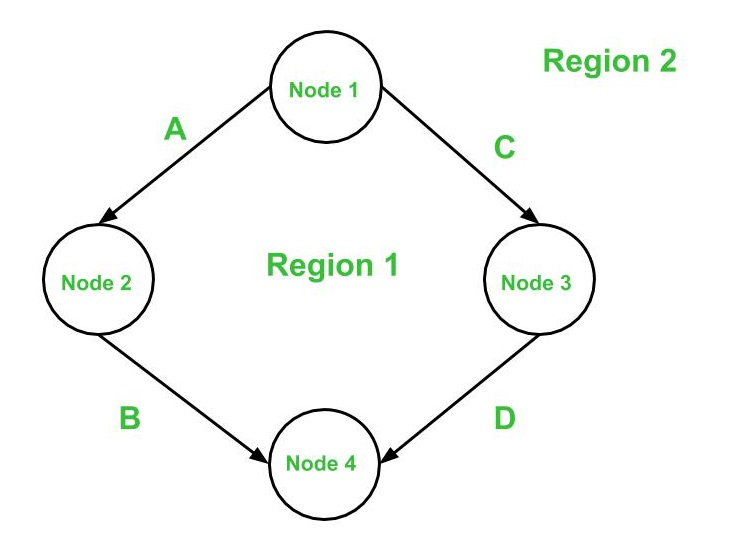 Region 2
Node 1
A
C
Region 1
Node 2
Node 3
B
D
Node 4